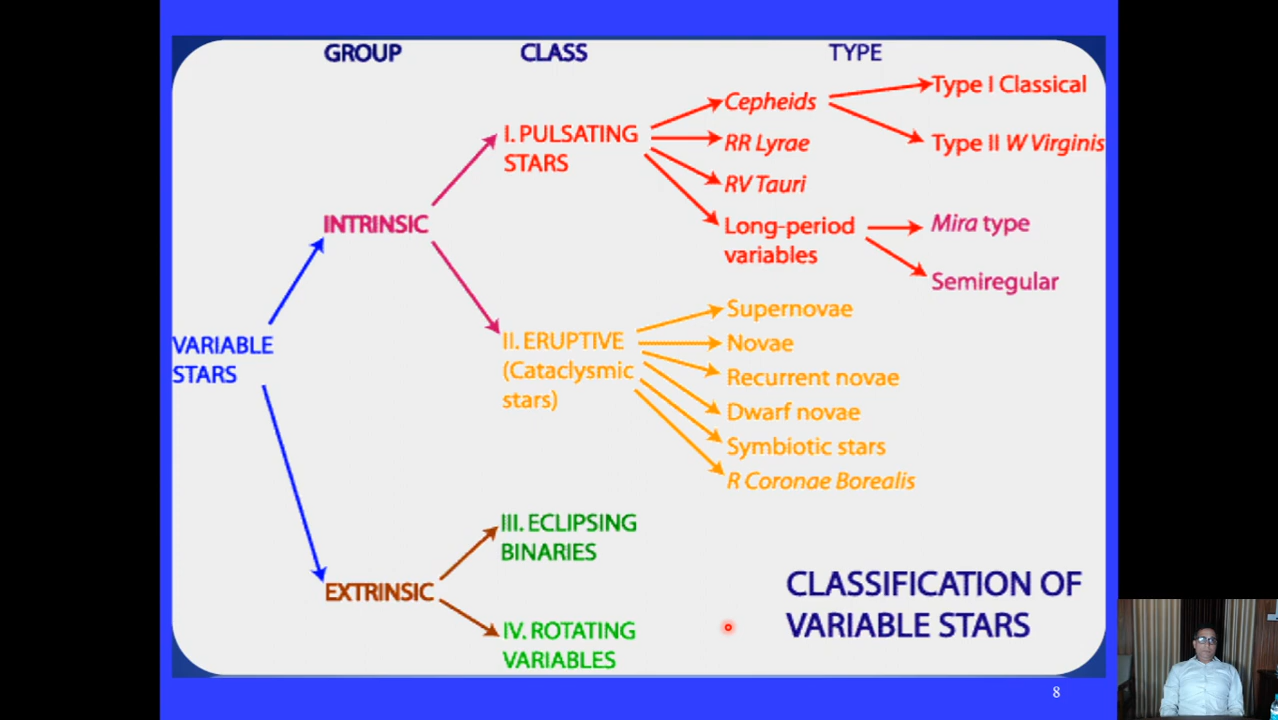 GROUP CLASS TYPE
VARIABLE
STARS
INTRINSIC
I. PULSATING
STARS
Cepheids
Type I Classical
Type II W Virginis
RR Lyrae
RV Tauri
Long-period
variables
Mira type
Semiregular
II. ERUPTIVE
(Cataclysmic
stars)
Supernovae
Novae
Recurrent novae
Dwarf novae
Symbiotic stars
R Coronae Borealis
EXTRINSIC
III. ECLIPSING
BINARIES
IV. ROTATING
VARIABLES
CLASSIFICATION OF
VARIABLE STARS
8